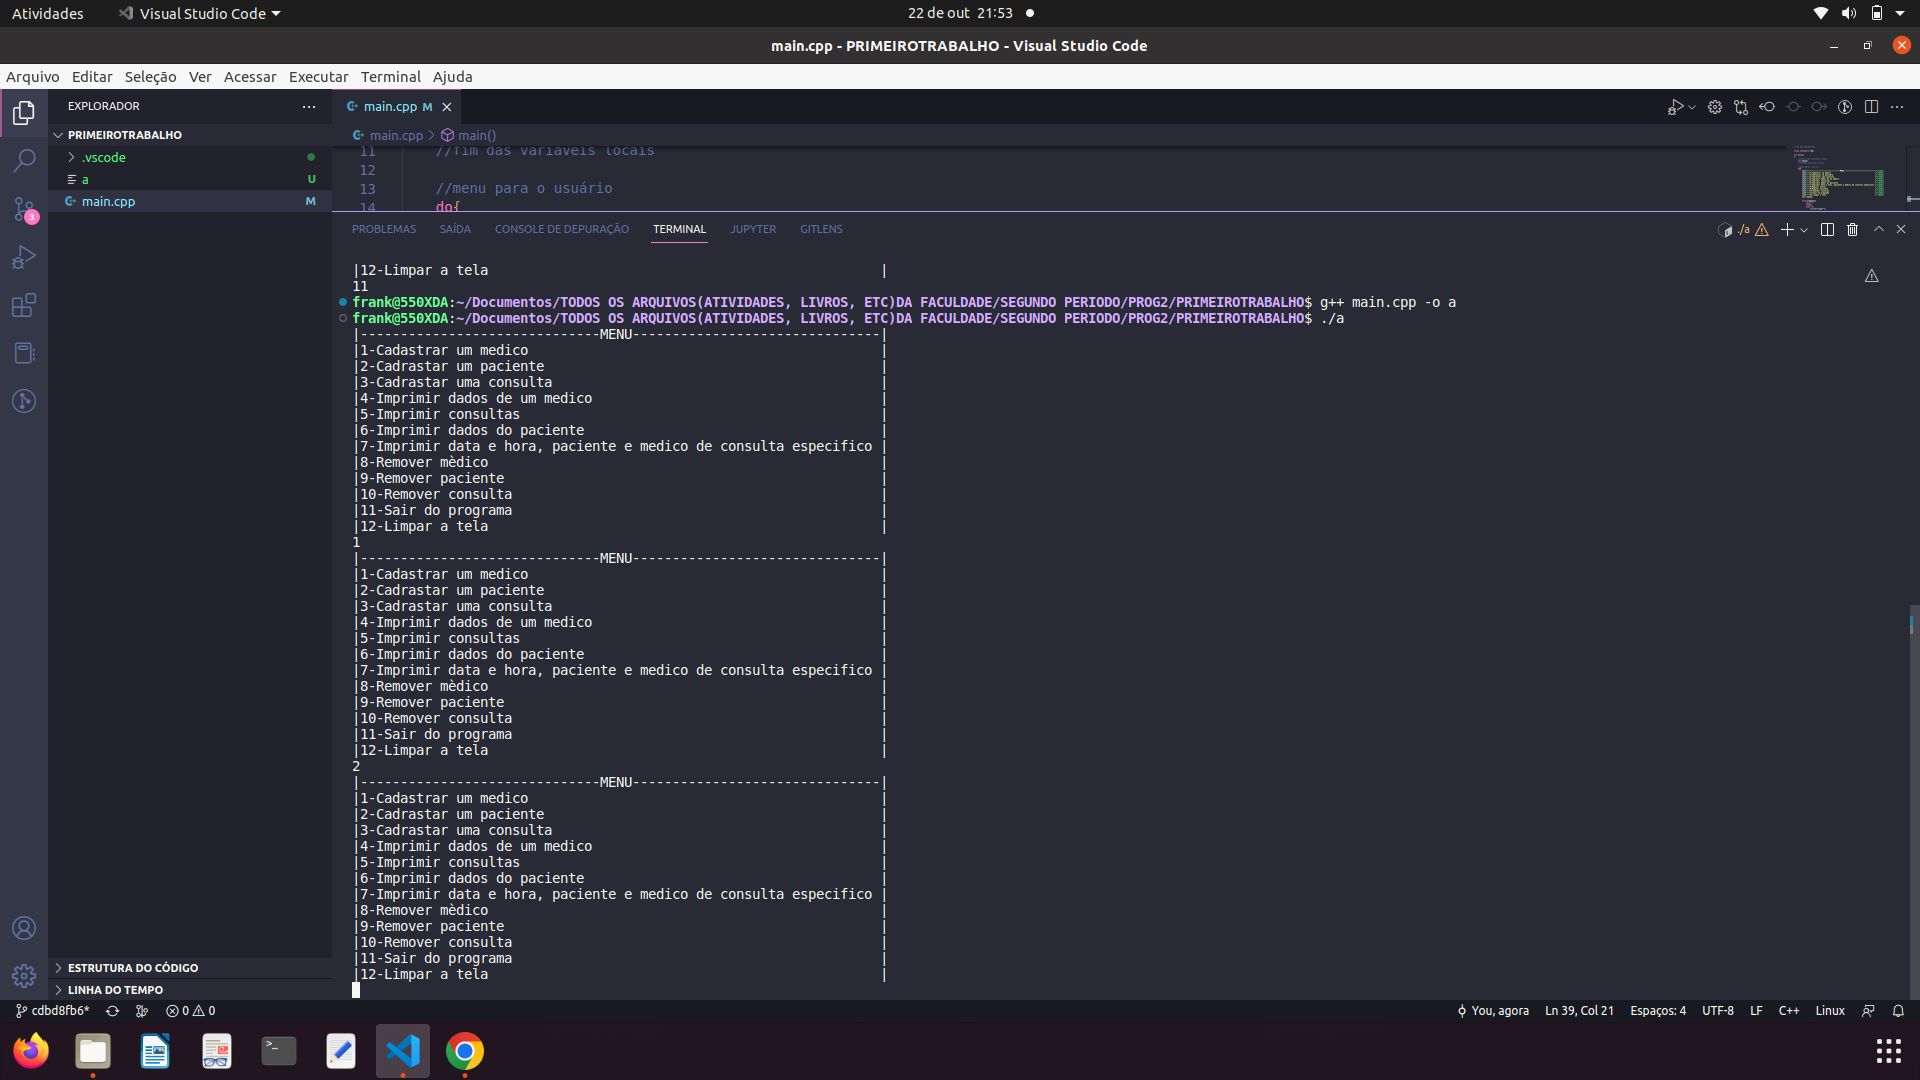 Atividades
Visual Studio Code
22 de out 21:53
main.cpp - PRIMEIROTRABALHO - Visual Studio Code
Arquivo Editar Seleção Ver Acessar Executar Terminal Ajuda
EXPLORADOR
main.cpp M
PRIMEIROTRABALHO
main.cpp > main()
.vscode
a U
main.cpp M
3
11 //fim das variaveis locais
12
13 //menu para o usuário
14 do{
PROBLEMAS SAÍDA CONSOLE DE DEPURAÇÃO TERMINAL JUPYTER GITLENS
./a
|12-Limpar a tela |
11
frank@550XDA:~/Documentos/TODOS OS ARQUIVOS(ATIVIDADES, LIVROS, ETC)DA FACULDADE/SEGUNDO PERIODO/PROG2/PRIMEIROTRABALHO$ g++ main.cpp -o a
frank@550XDA:~/Documentos/TODOS OS ARQUIVOS(ATIVIDADES, LIVROS, ETC)DA FACULDADE/SEGUNDO PERIODO/PROG2/PRIMEIROTRABALHO$ ./a
|------------------------------MENU-------------------------------|
|1-Cadastrar um medico |
|2-Cadrastar um paciente |
|3-Cadrastar uma consulta |
|4-Imprimir dados de um medico |
|5-Imprimir consultas |
|6-Imprimir dados do paciente |
|7-Imprimir data e hora, paciente e medico de consulta especifico |
|8-Remover mèdico |
|9-Remover paciente |
|10-Remover consulta |
|11-Sair do programa |
|12-Limpar a tela |
1
|------------------------------MENU-------------------------------|
|1-Cadastrar um medico |
|2-Cadrastar um paciente |
|3-Cadrastar uma consulta |
|4-Imprimir dados de um medico |
|5-Imprimir consultas |
|6-Imprimir dados do paciente |
|7-Imprimir data e hora, paciente e medico de consulta especifico |
|8-Remover mèdico |
|9-Remover paciente |
|10-Remover consulta |
|11-Sair do programa |
|12-Limpar a tela |
2
|------------------------------MENU-------------------------------|
|1-Cadastrar um medico |
|2-Cadrastar um paciente |
|3-Cadrastar uma consulta |
|4-Imprimir dados de um medico |
|5-Imprimir consultas |
|6-Imprimir dados do paciente |
|7-Imprimir data e hora, paciente e medico de consulta especifico |
|8-Remover mèdico |
|9-Remover paciente |
|10-Remover consulta |
|11-Sair do programa |
|12-Limpar a tela |
ESTRUTURA DO CÓDIGO
LINHA DO TEMPO
cdbd8fb6* 0 0
You, agora Ln 39, Col 21 Espaços: 4 UTF-8 LF C++ Linux